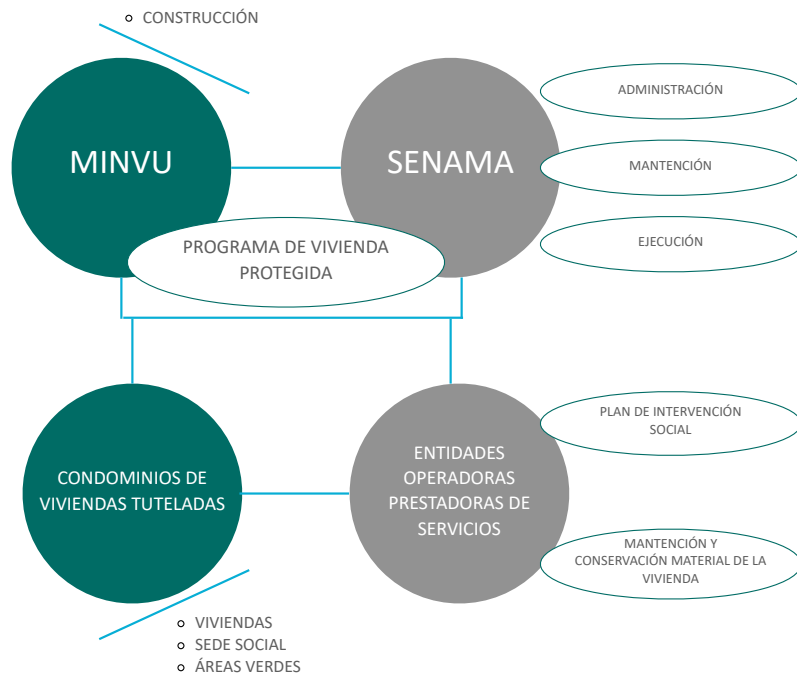 CONSTRUCCIÓN
MINVU
SENAMA
ADMINISTRACIÓN
MANTENCIÓN
EJECUCIÓN
PROGRAMA DE VIVIENDA
PROTEGIDA
CONDOMINIOS DE
VIVIENDAS TUTELADAS
ENTIDADES
OPERADORAS
PRESTADORAS DE
SERVICIOS
PLAN DE INTERVENCIÓN
SOCIAL
MANTENCIÓN Y
CONSERVACIÓN MATERIAL DE LA
VIVIENDA
VIVIENDAS
SEDE SOCIAL
ÁREAS VERDES